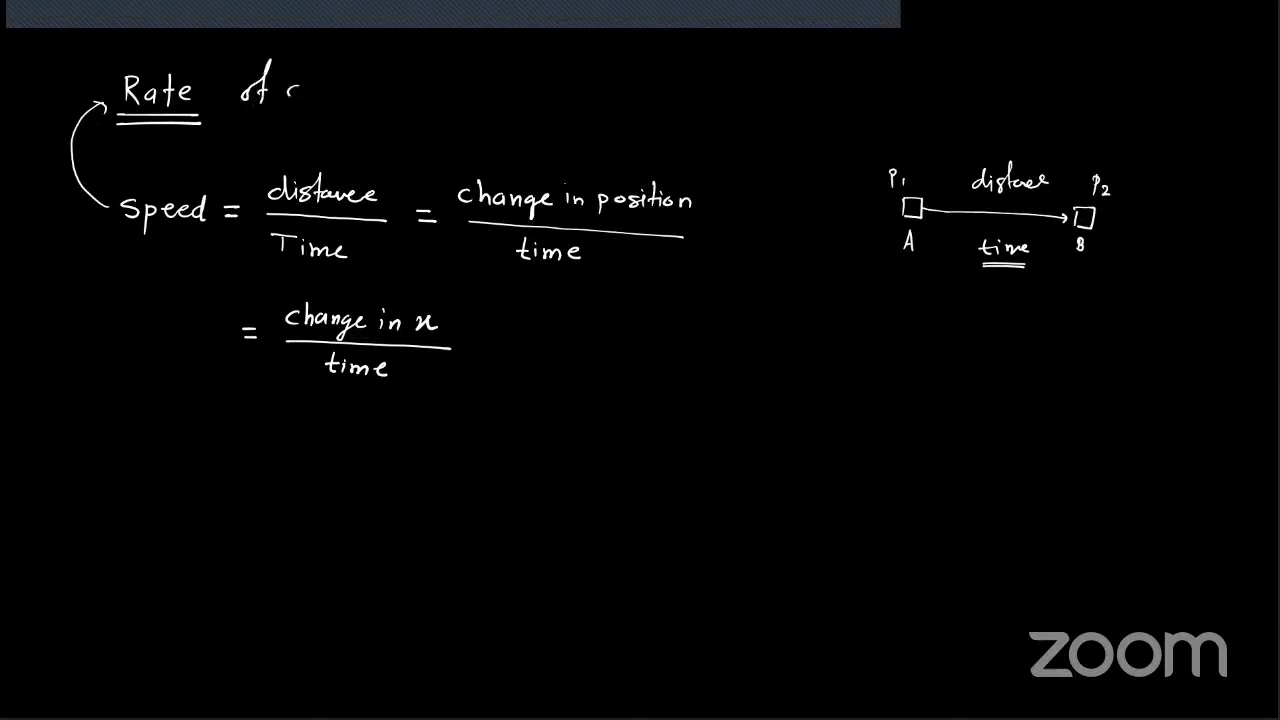 Rate of c
Speed = distance / Time = change in position / time
= change in x / time
P1 distance P2
A time B
zoom